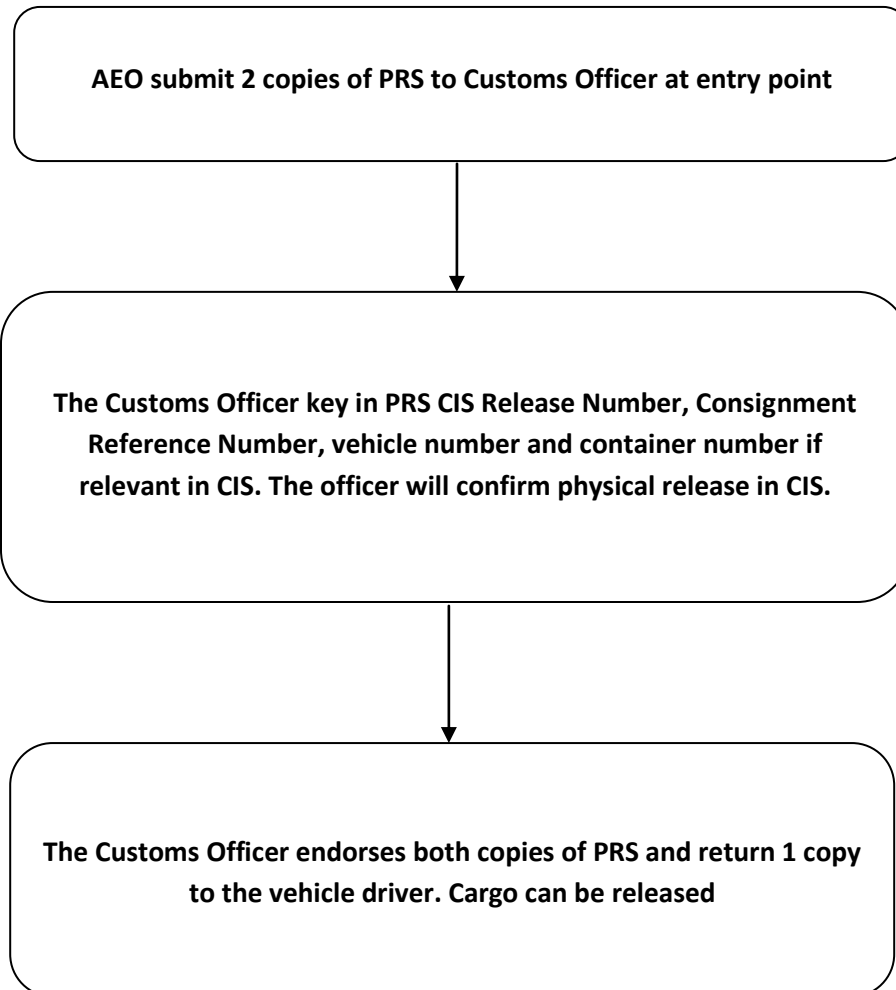 AEO submit 2 copies of PRS to Customs Officer at entry point
The Customs Officer key in PRS CIS Release Number, Consignment
Reference Number, vehicle number and container number if
relevant in CIS. The officer will confirm physical release in CIS.
The Customs Officer endorses both copies of PRS and return 1 copy
to the vehicle driver. Cargo can be released